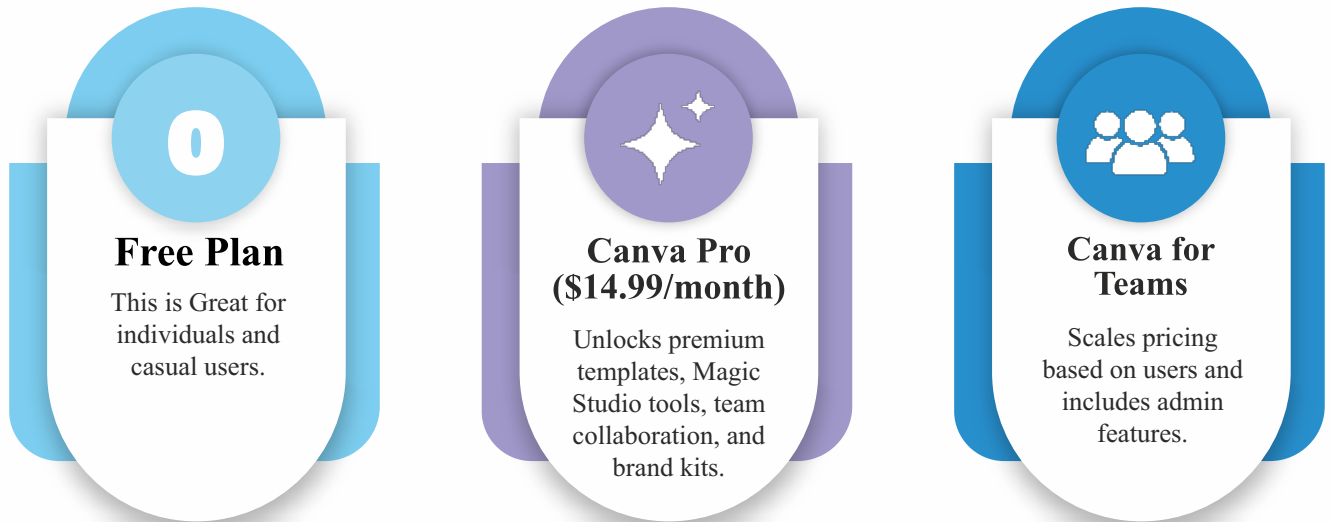 0
Free Plan
This is Great for
individuals and
casual users.
Canva Pro
($14.99/month)
Unlocks premium
templates, Magic
Studio tools, team
collaboration, and
brand kits.
Canva for
Teams
Scales pricing
based on users and
includes admin
features.